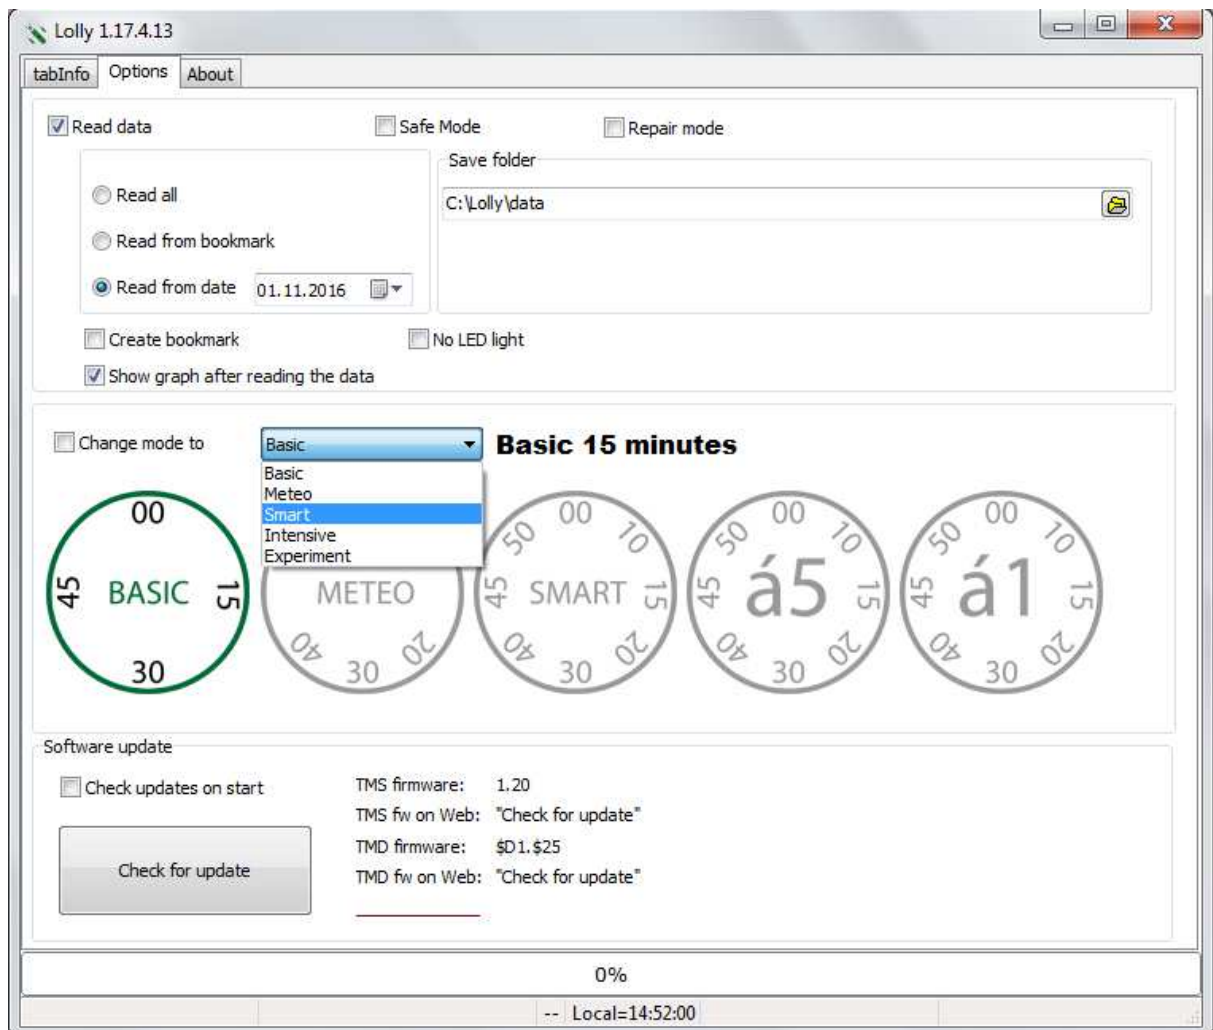 Lolly 1.17.4.13
tabInfo Options About
Read data Safe Mode Repair mode
Save folder
Read all
C:\Lolly\data
Read from bookmark
Read from date 01.11.2016
Create bookmark No LED light
Show graph after reading the data
Change mode to Basic Basic 15 minutes
Basic
Meteo
Smart
Intensive
Experiment
00 15 30 45 BASIC
METEO 20 30 40
00 10 15 20 30 40 45 50 SMART
00 10 15 20 30 40 45 50 á5
00 10 15 20 30 40 45 50 á1
Software update
Check updates on start
TMS firmware: 1.20
TMS fw on Web: "Check for update"
Check for update
TMD firmware: $D1.$25
TMD fw on Web: "Check for update"
0%
-- Local=14:52:00